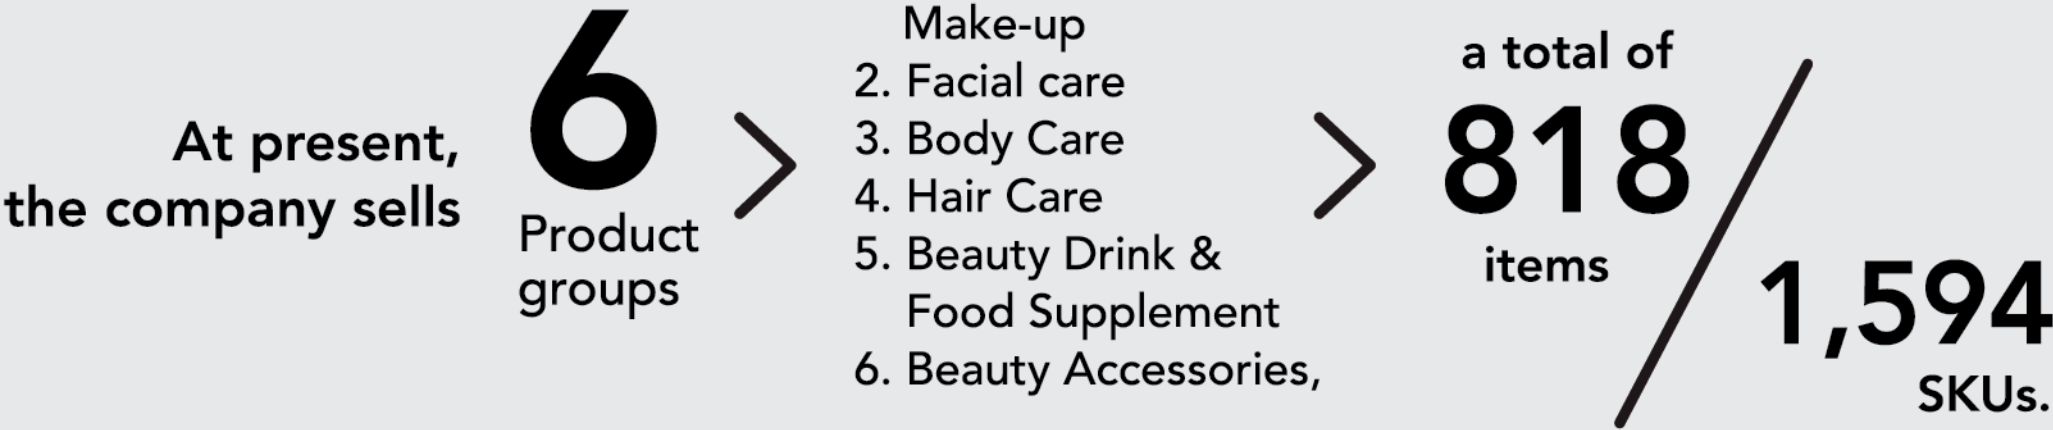 At present,
the company sells
6
Product
groups
Make-up
2. Facial care
3. Body Care
4. Hair Care
5. Beauty Drink &
Food Supplement
6. Beauty Accessories,
a total of
818
items
1,594
SKUs.